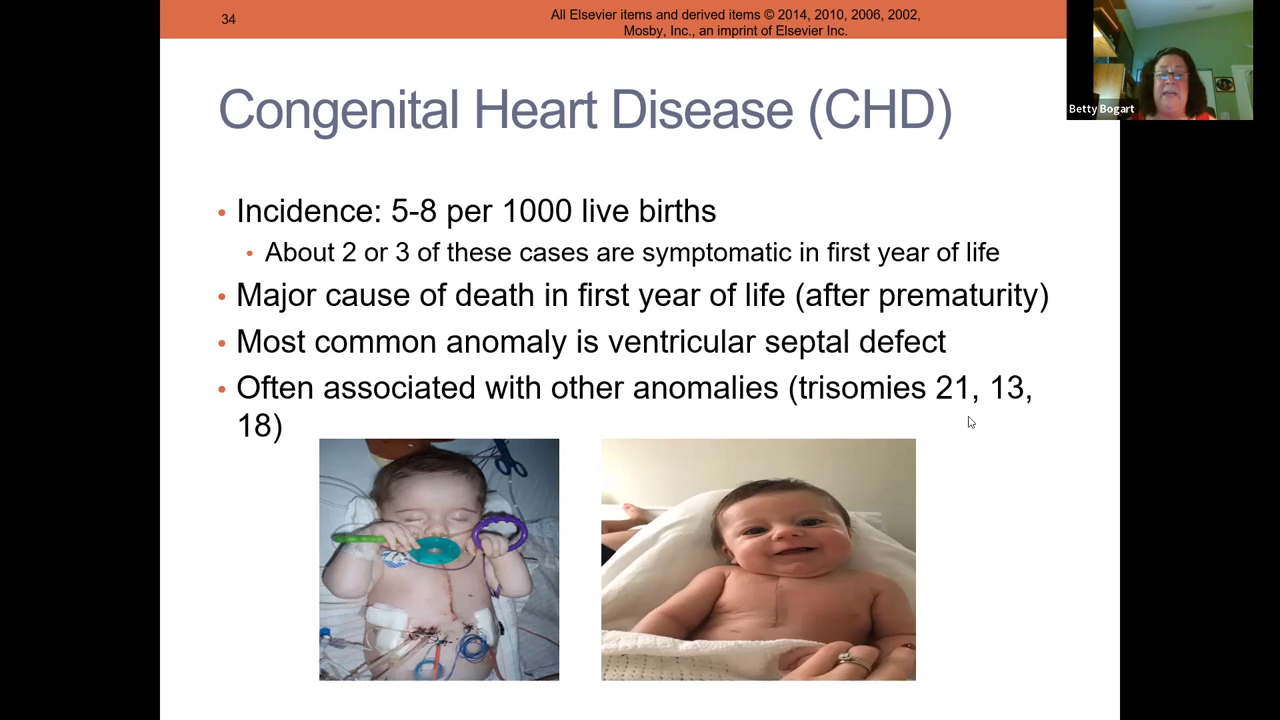 34
All Elsevier items and derived items © 2014, 2010, 2006, 2002,
Mosby, Inc., an imprint of Elsevier Inc.
Betty Bogart
Congenital Heart Disease (CHD)
• Incidence: 5-8 per 1000 live births
• About 2 or 3 of these cases are symptomatic in first year of life
• Major cause of death in first year of life (after prematurity)
• Most common anomaly is ventricular septal defect
• Often associated with other anomalies (trisomies 21, 13,
18)